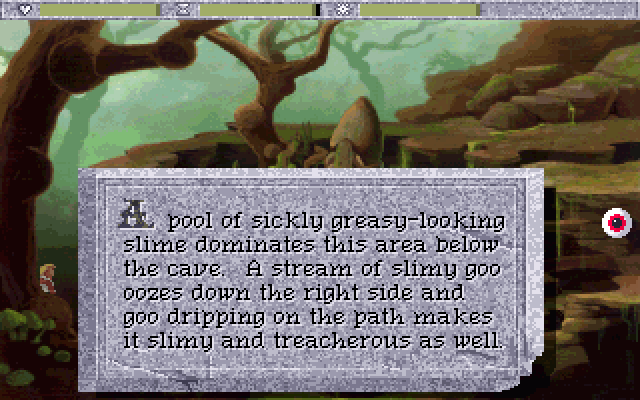 A pool of sickly greasy-looking
slime dominates this area below
the cave. A stream of slimy goo
oozes down the right side and
goo dripping on the path makes
it slimy and treacherous as well.